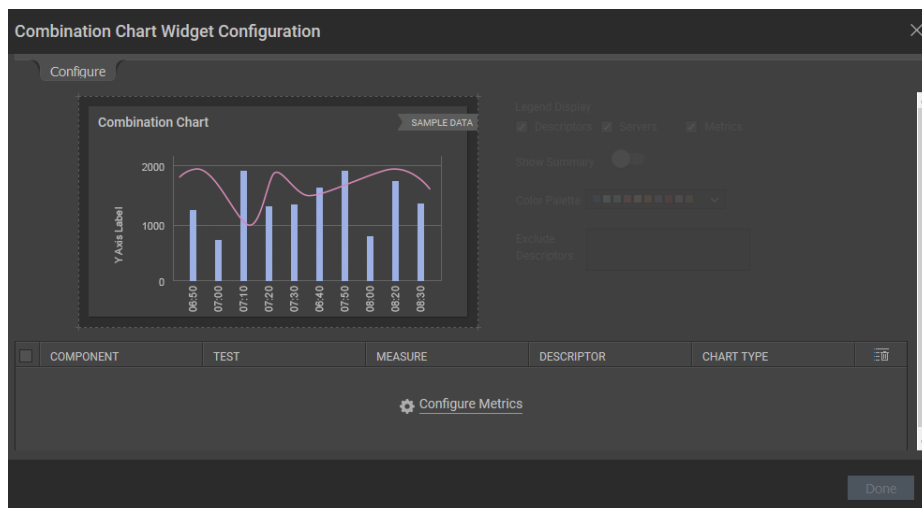 Combination Chart Widget Configuration
Configure
Combination Chart
SAMPLE DATA
2000
1000
0
Y Axis Label
06:50
07:00
07:10
07:20
07:30
06:40
07:50
08:00
08:20
08:30
Legend Display
Descriptors Servers Metrics
Show Summary
Color Palette
Exclude
Descriptors
COMPONENT TEST MEASURE DESCRIPTOR CHART TYPE
Configure Metrics
Done